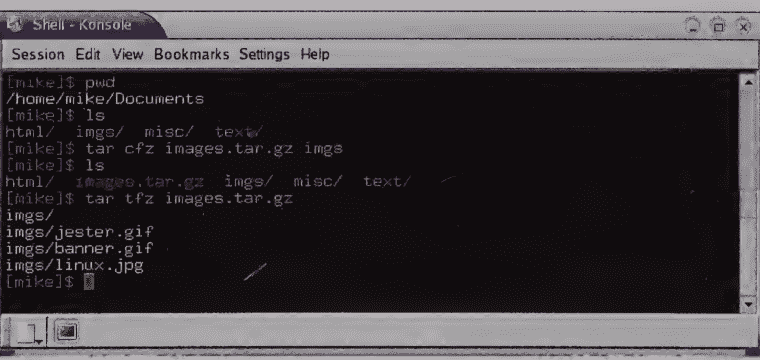 Shell - Konsole
Session Edit View Bookmarks Settings Help
[mike]$ pwd
/home/mike/Documents
[mike]$ ls
html/ imgs/ misc/ text/
[mike]$ tar cfz images.tar.gz imgs
[mike]$ ls
html/ images.tar.gz imgs/ misc/ text/
[mike]$ tar tfz images.tar.gz
imgs/
imgs/jester.gif
imgs/banner.gif
imgs/linux.jpg
[mike]$